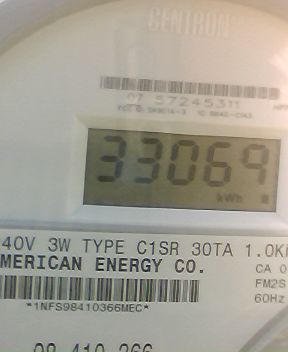 CENTRON
07 57245311
33069
kWh
40V 3W TYPE C1SR 30TA 1.0K
MERICAN ENERGY CO.
CA 0
FM2S
60Hz
*1NFS98410366MEC*